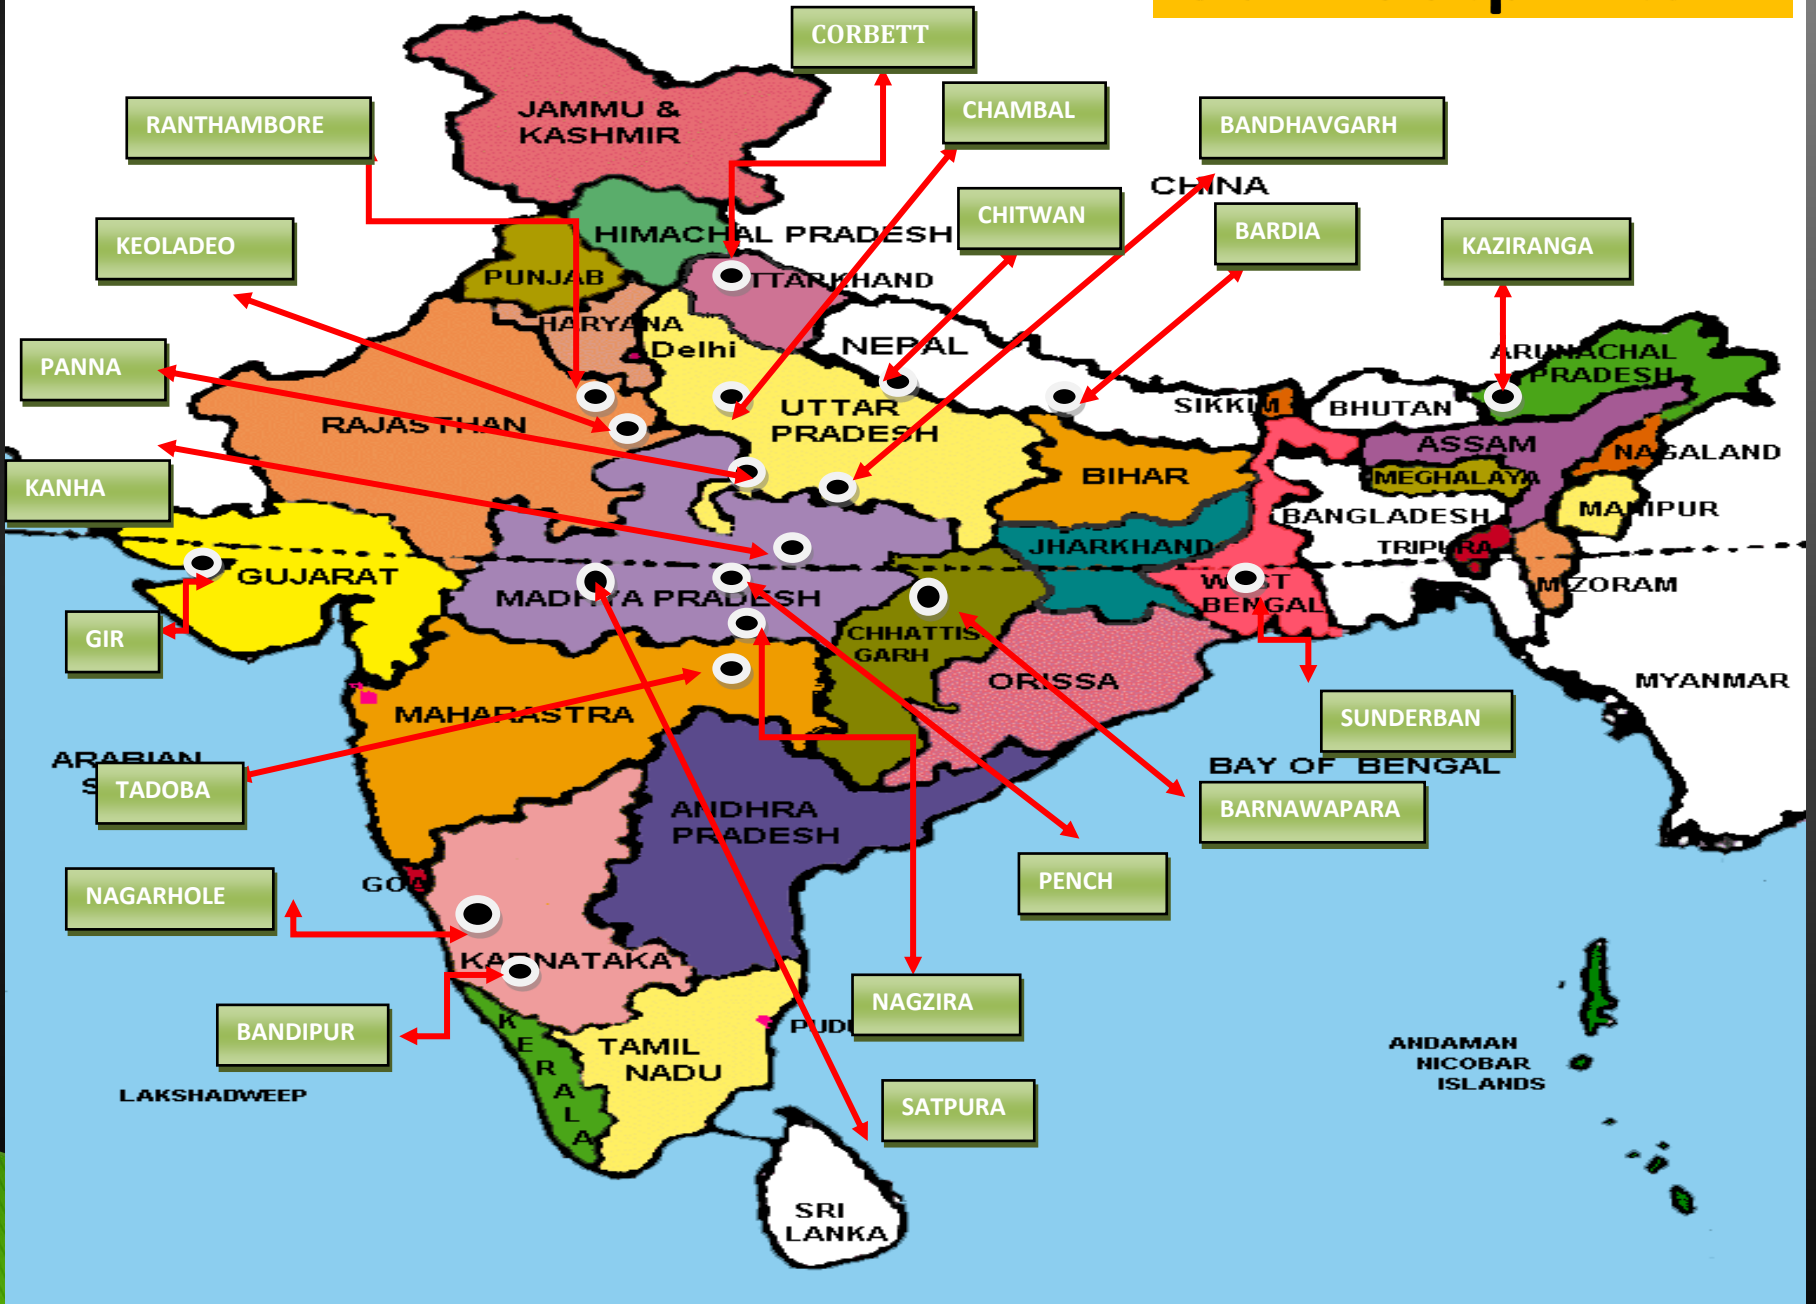 CORBETT
RANTHAMBORE
CHAMBAL
BANDHAVGARH
JAMMU &
KASHMIR
CHINA
KEOLADEO
CHITWAN
BARDIA
KAZIRANGA
HIMACHAL PRADESH
PUNJAB
TTARKHAND
HARYANA
Delhi
NEPAL
PANNA
ARUNACHAL
PRADESH
SIKKIM
BHUTAN
RAJASTHAN
UTTAR
PRADESH
ASSAM
NAGALAND
KANHA
BIHAR
MEGHALAYA
MANIPUR
BANGLADESH
JHARKHAND
TRIPURA
GUJARAT
MADHYA PRADESH
WEST
BENGAL
MIZORAM
GIR
CHHATTIS
GARH
ORISSA
MYANMAR
MAHARASTRA
SUNDERBAN
ARABIAN
S
TADOBA
BAY OF BENGAL
BARNAWAPARA
ANDHRA
PRADESH
GOA
NAGARHOLE
PENCH
KARNATAKA
NAGZIRA
BANDIPUR
PUD
KERALA
TAMIL
NADU
ANDAMAN
NICOBAR
ISLANDS
LAKSHADWEEP
SATPURA
SRI
LANKA